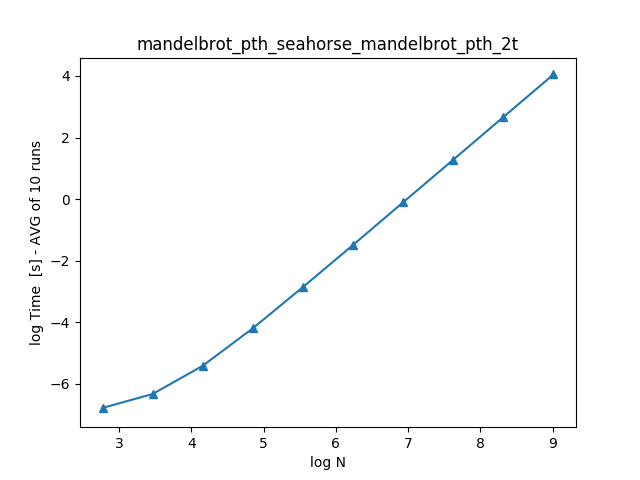 mandelbrot_pth_seahorse_mandelbrot_pth_2t
4
2
0
−2
−4
−6
log Time  [s] - AVG of 10 runs
3 4 5 6 7 8 9
log N